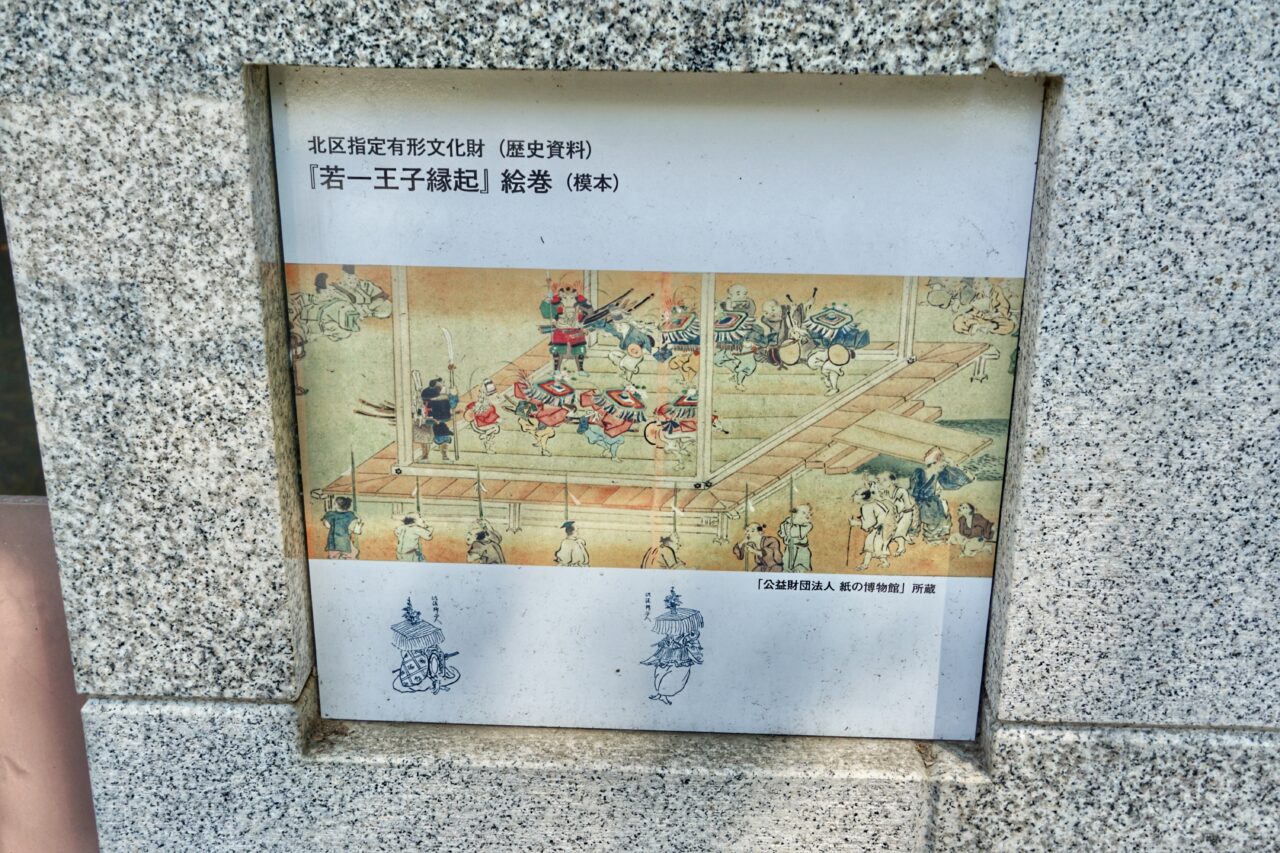 北区指定有形文化財（歴史資料）
『若一王子縁起』絵巻（模本）
「公益財団法人 紙の博物館」所蔵